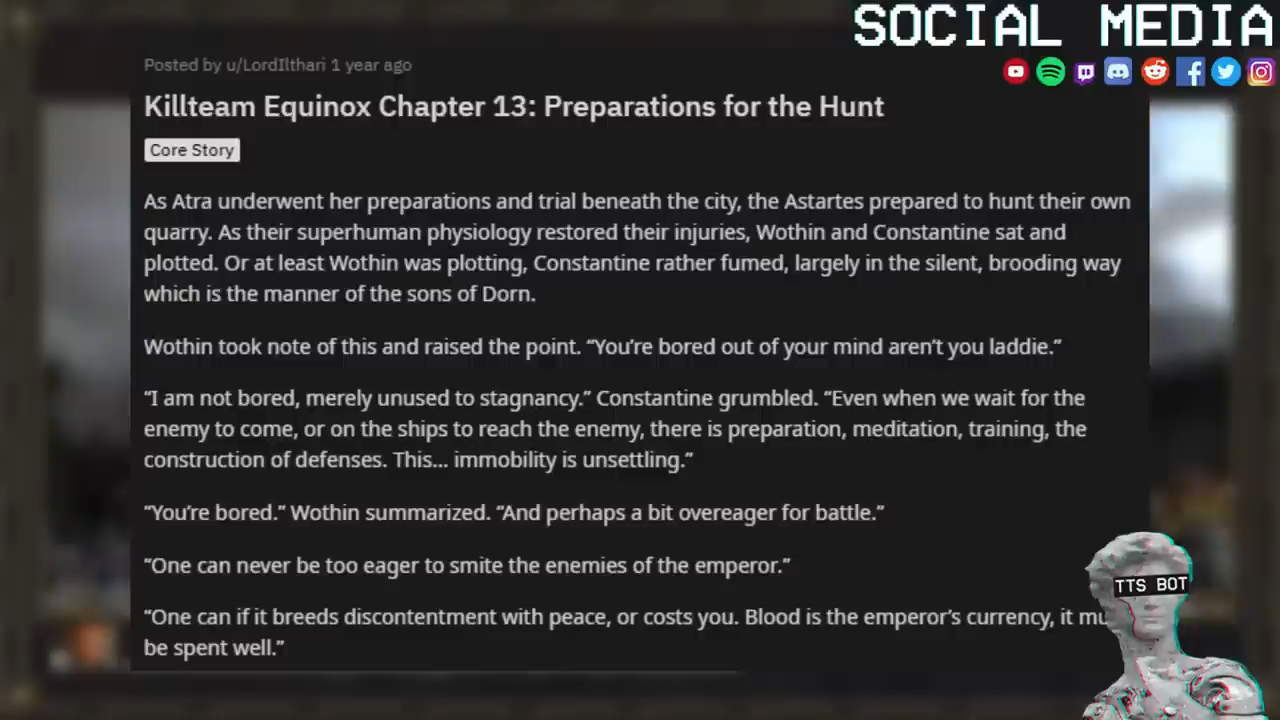 SOCIAL MEDIA
Posted by u/LordIlthari 1 year ago
Killteam Equinox Chapter 13: Preparations for the Hunt
Core Story
As Atra underwent her preparations and trial beneath the city, the Astartes prepared to hunt their own
quarry. As their superhuman physiology restored their injuries, Wothin and Constantine sat and
plotted. Or at least Wothin was plotting, Constantine rather fumed, largely in the silent, brooding way
which is the manner of the sons of Dorn.
Wothin took note of this and raised the point. “You’re bored out of your mind aren’t you laddie.”
“I am not bored, merely unused to stagnancy.” Constantine grumbled. “Even when we wait for the
enemy to come, or on the ships to reach the enemy, there is preparation, meditation, training, the
construction of defenses. This... immobility is unsettling.”
“You’re bored.” Wothin summarized. “And perhaps a bit overeager for battle.”
“One can never be too eager to smite the enemies of the emperor.”
“One can if it breeds discontentment with peace, or costs you. Blood is the emperor’s currency, it
be spent well.”
TTS BOT